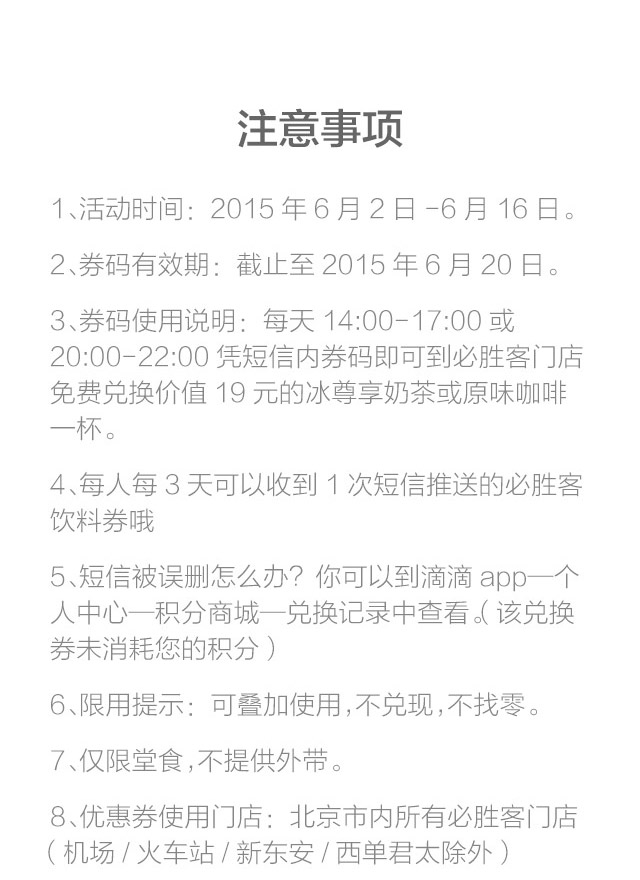 注意事项
1、活动时间：2015 年 6 月 2 日 -6 月 16 日。
2、券码有效期：截止至 2015 年 6 月 20 日。
3、券码使用说明：每天 14:00-17:00 或
20:00-22:00 凭短信内券码即可到必胜客门店
免费兑换价值 19 元的冰尊享奶茶或原味咖啡
一杯。
4、每人每 3 天可以收到 1 次短信推送的必胜客
饮料券哦
5、短信被误删怎么办？你可以到滴滴 app—个
人中心—积分商城—兑换记录中查看。（该兑换
券未消耗您的积分）
6、限用提示：可叠加使用，不兑现，不找零。
7、仅限堂食，不提供外带。
8、优惠券使用门店：北京市内所有必胜客门店
（机场 / 火车站 / 新东安 / 西单君太除外）